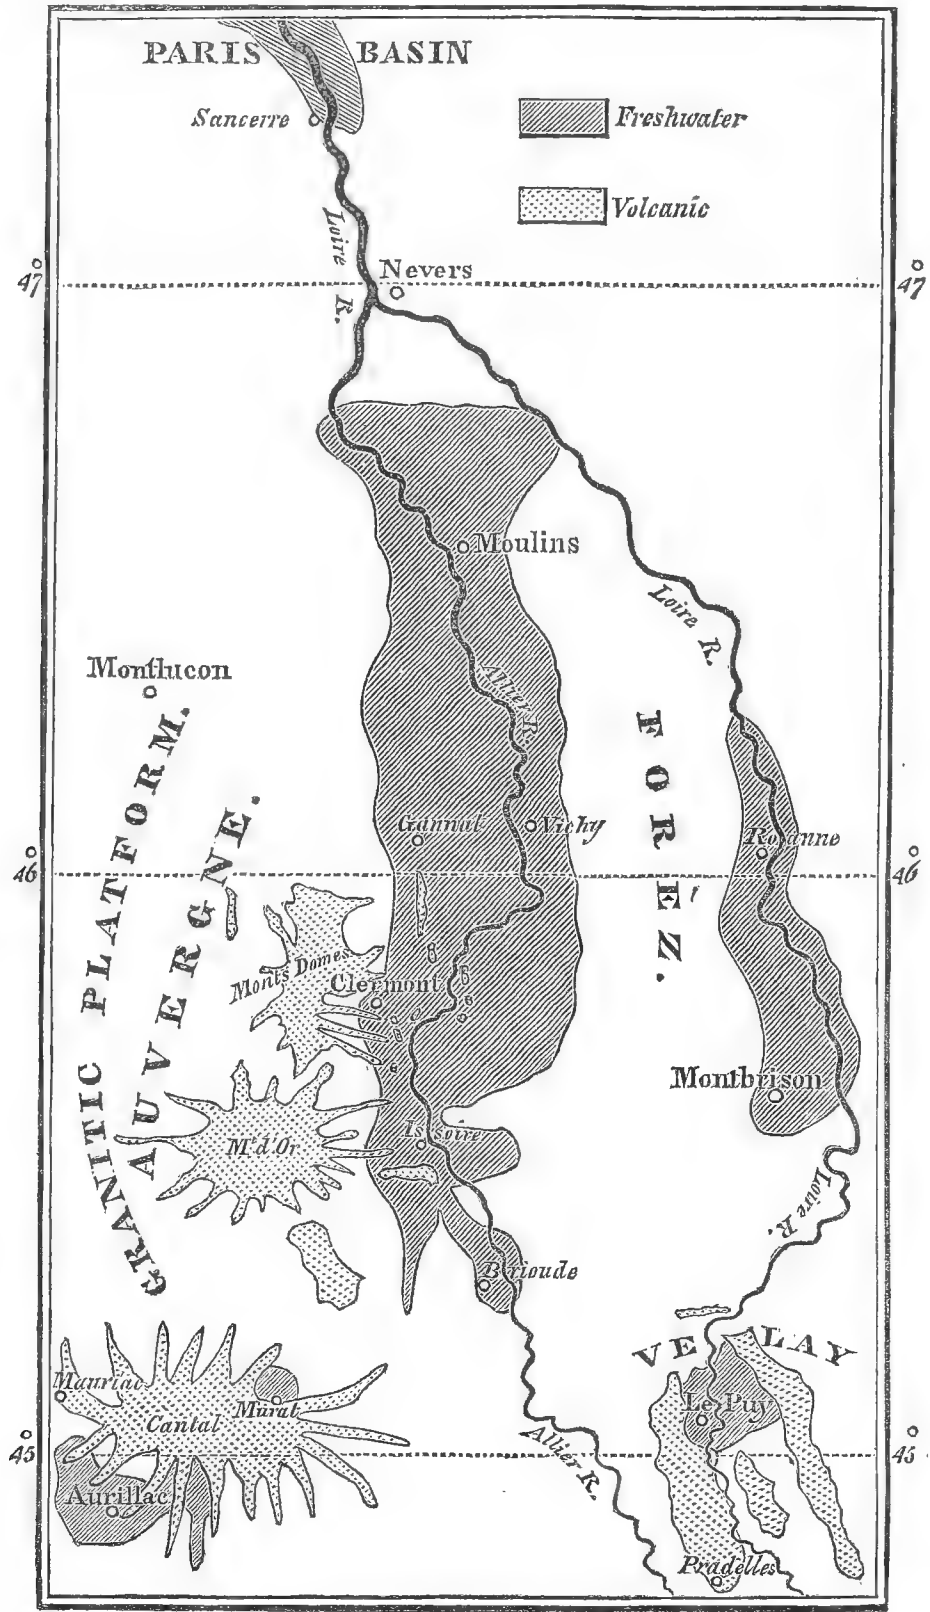 PARIS BASIN
Sancerre
Freshwater
Volcanic
Loire R.
Nevers
47° 47°
Moulins
Loire R.
Montlucon
Allier R.
FOREZ.
GRANITIC PLATFORM.
AUVERGNE.
Gannat
Vichy
Roanne
46° 46°
Monts Domes
Clermont
Montbrison
Issoire
Mt. d'Or
Loire R.
Brioude
VELAY
Mauriac
Cantal
Murat
Le Puy
45° 45°
Allier R.
Aurillac
Pradelles